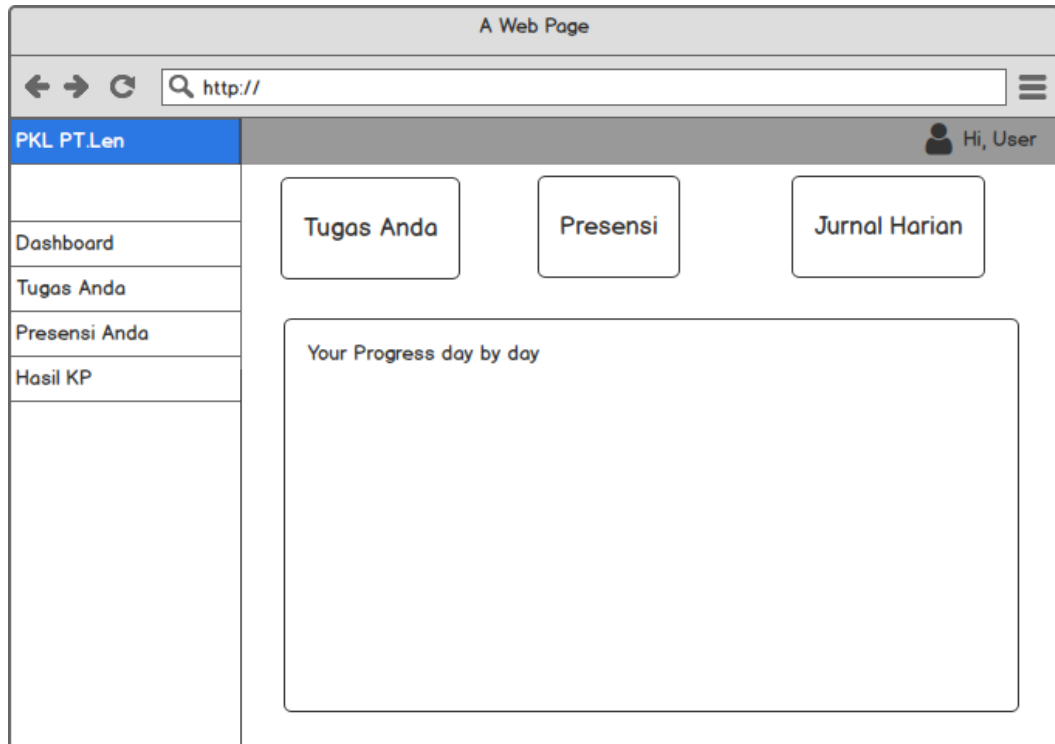 A Web Page
http://
PKL PT.Len
Hi, User
Dashboard
Tugas Anda
Presensi Anda
Hasil KP
Tugas Anda
Presensi
Jurnal Harian
Your Progress day by day